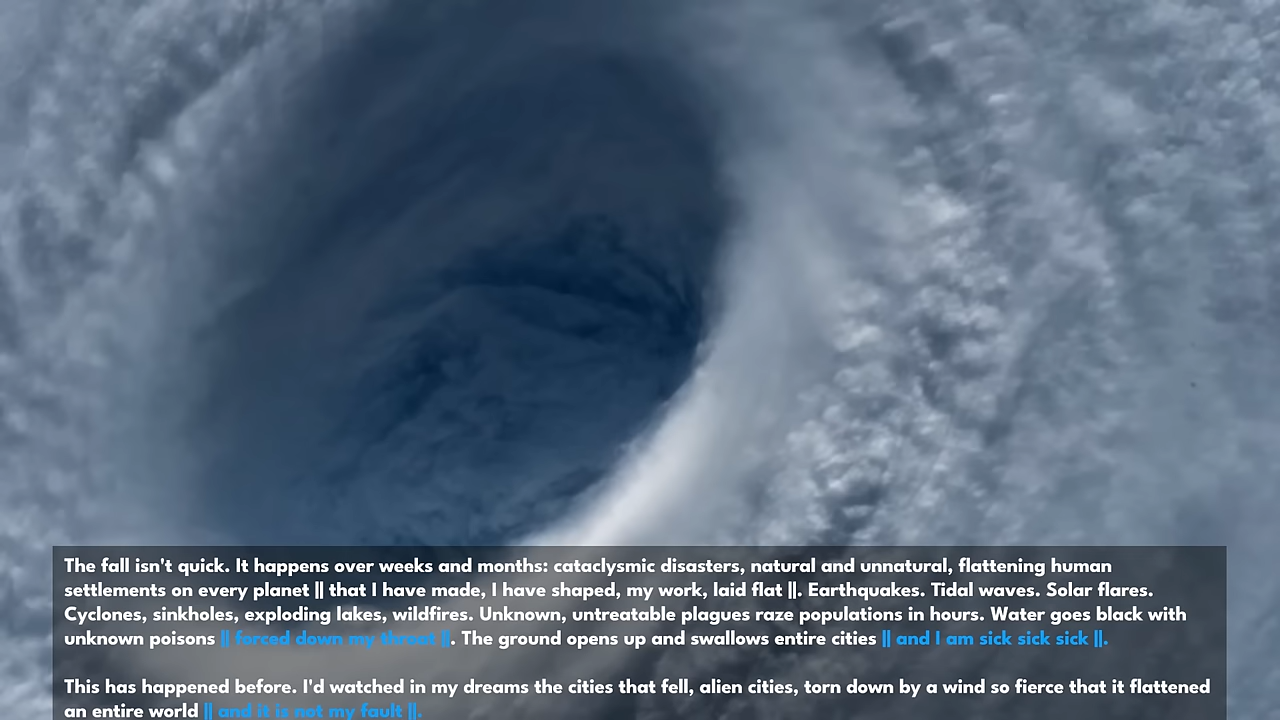 The fall isn't quick. It happens over weeks and months: cataclysmic disasters, natural and unnatural, flattening human
settlements on every planet || that I have made, I have shaped, my work, laid flat ||. Earthquakes. Tidal waves. Solar flares.
Cyclones, sinkholes, exploding lakes, wildfires. Unknown, untreatable plagues raze populations in hours. Water goes black with
unknown poisons || forced down my throat ||. The ground opens up and swallows entire cities || and I am sick sick sick ||.
This has happened before. I'd watched in my dreams the cities that fell, alien cities, torn down by a wind so fierce that it flattened
an entire world || and it is not my fault ||.